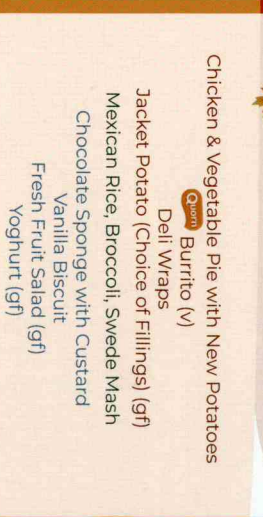 Chicken & Vegetable Pie with New Potatoes
Quorn Burrito (v)
Deli Wraps
Jacket Potato (Choice of Fillings) (gf)
Mexican Rice, Broccoli, Swede Mash
Chocolate Sponge with Custard
Vanilla Biscuit
Fresh Fruit Salad (gf)
Yoghurt (gf)